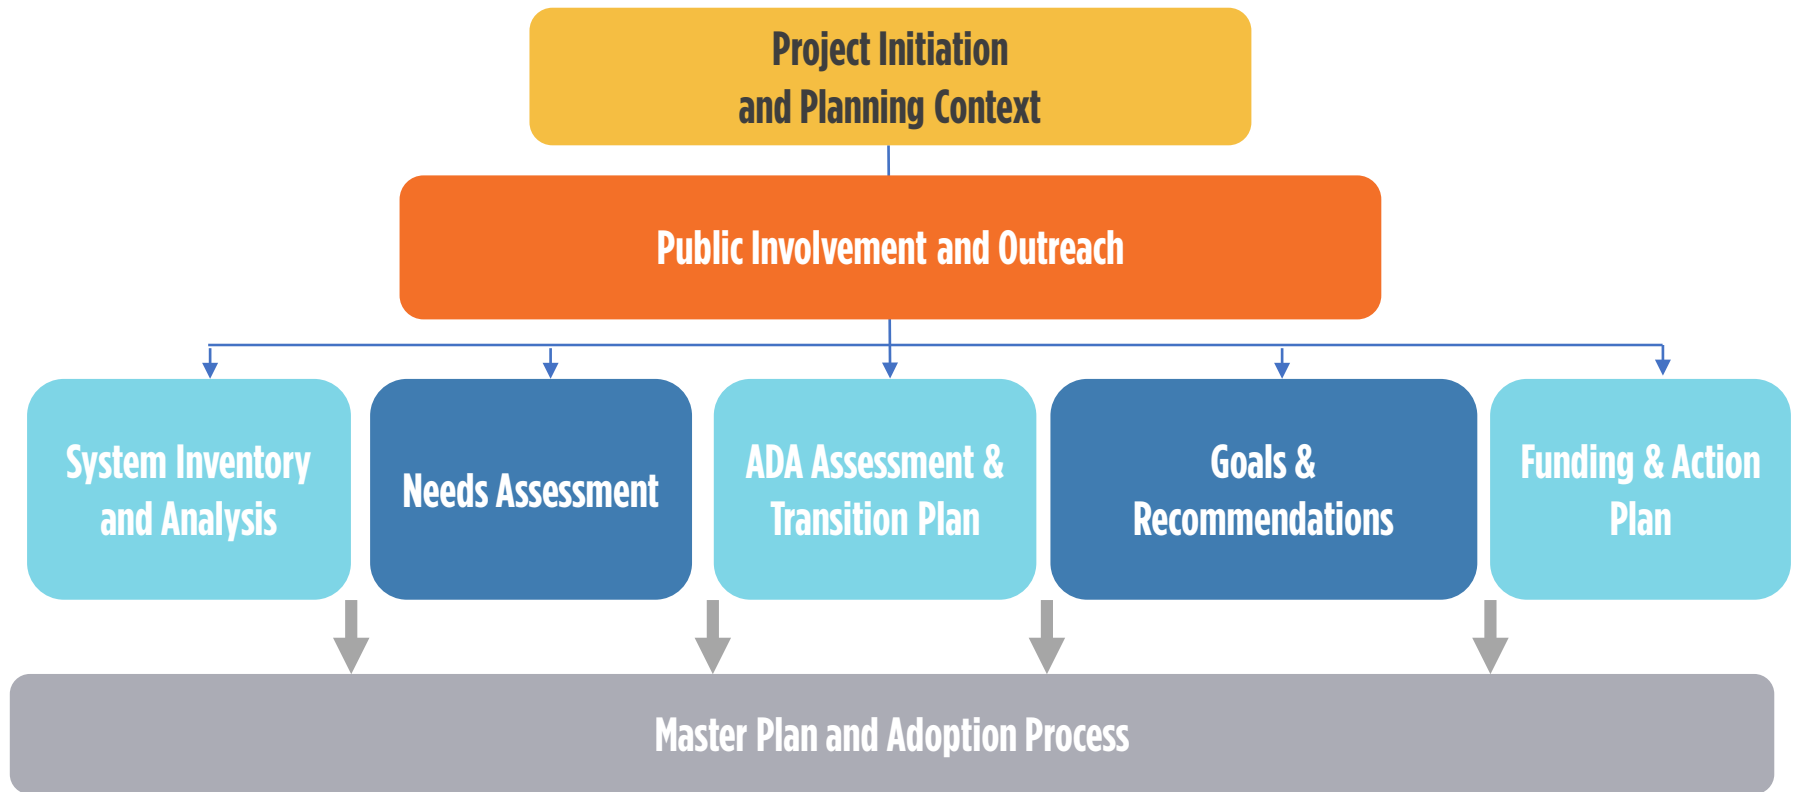 Project Initiation
and Planning Context
Public Involvement and Outreach
System Inventory
and Analysis
Needs Assessment
ADA Assessment &
Transition Plan
Goals &
Recommendations
Funding & Action
Plan
Master Plan and Adoption Process